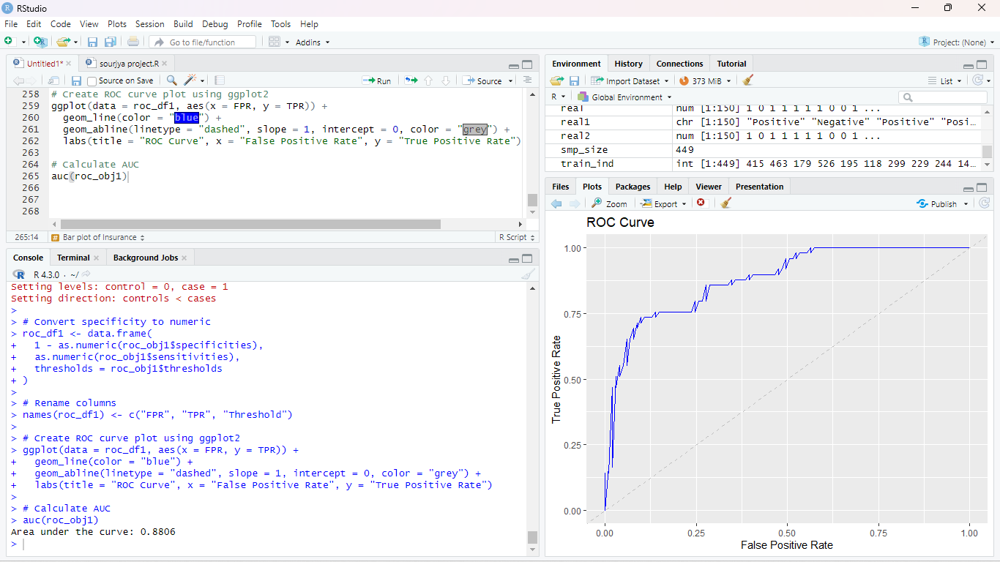 RStudio
File Edit Code View Plots Session Build Debug Profile Tools Help
Go to file/function Addins Project: (None)
Untitled1* sourjya project.R
Source on Save Run Source
258 # Create ROC curve plot using ggplot2
259 ggplot(data = roc_df1, aes(x = FPR, y = TPR)) +
260 geom_line(color = "blue") +
261 geom_abline(linetype = "dashed", slope = 1, intercept = 0, color = "grey") +
262 labs(title = "ROC Curve", x = "False Positive Rate", y = "True Positive Rate")
263
264 # Calculate AUC
265 auc(roc_obj1)
266
267
268
265:14 # Bar plot of Insurance R Script
Console Terminal Background Jobs
R 4.3.0 · ~/
Setting levels: control = 0, case = 1
Setting direction: controls < cases
>
> # Convert specificity to numeric
> roc_df1 <- data.frame(
+ 1 - as.numeric(roc_obj1$specificities),
+ as.numeric(roc_obj1$sensitivities),
+ thresholds = roc_obj1$thresholds
+ )
>
> # Rename columns
> names(roc_df1) <- c("FPR", "TPR", "Threshold")
>
> # Create ROC curve plot using ggplot2
> ggplot(data = roc_df1, aes(x = FPR, y = TPR)) +
+ geom_line(color = "blue") +
+ geom_abline(linetype = "dashed", slope = 1, intercept = 0, color = "grey") +
+ labs(title = "ROC Curve", x = "False Positive Rate", y = "True Positive Rate")
>
> # Calculate AUC
> auc(roc_obj1)
Area under the curve: 0.8806
>
Environment History Connections Tutorial
Import Dataset 373 MiB List
R Global Environment
real num [1:150] 1 0 1 1 1 1 1 0 0 1 ...
real1 chr [1:150] "Positive" "Negative" "Positive" "Posi...
real2 num [1:150] 1 0 1 1 1 1 1 0 0 1 ...
smp_size 449
train_ind int [1:449] 415 463 179 526 195 118 299 229 244 14...
Files Plots Packages Help Viewer Presentation
Zoom Export Publish
ROC Curve
True Positive Rate
1.00
0.75
0.50
0.25
0.00
0.00 0.25 0.50 0.75 1.00
False Positive Rate